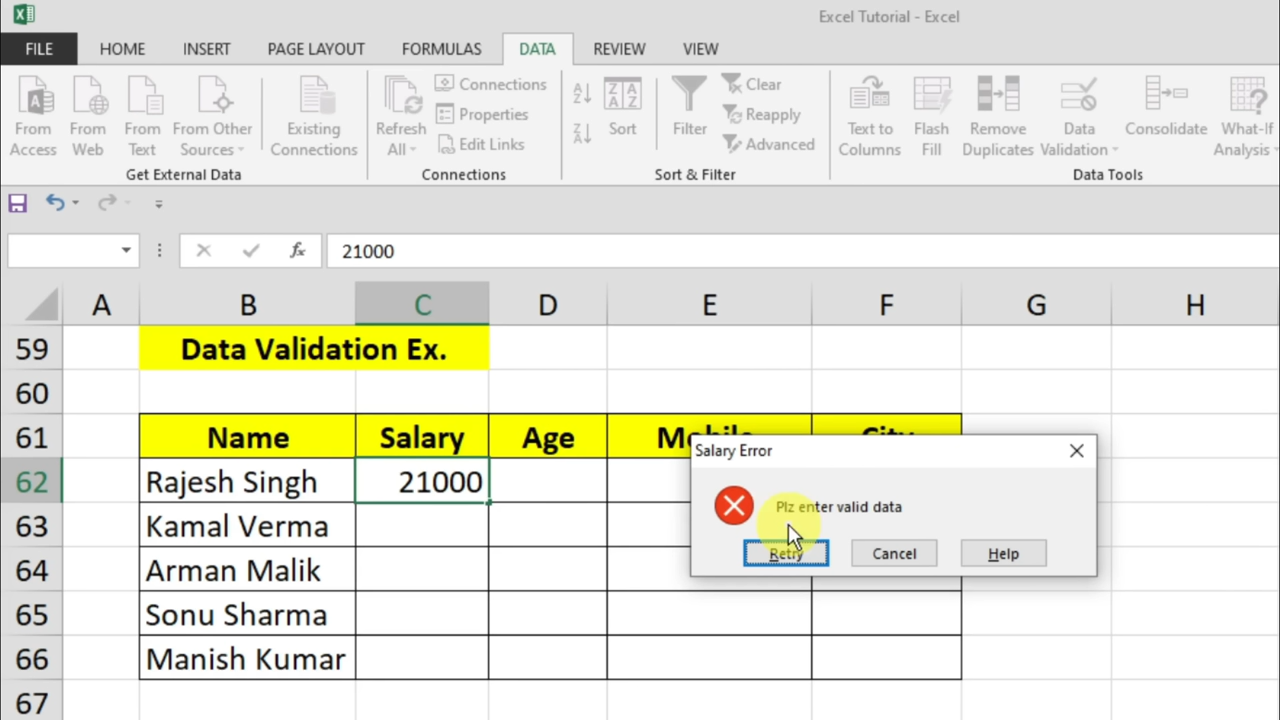 Excel Tutorial - Excel
FILE HOME INSERT PAGE LAYOUT FORMULAS DATA REVIEW VIEW
From Access
From Web
From Text
From Other Sources
Existing Connections
Get External Data
Refresh All
Connections
Properties
Edit Links
Connections
Sort
Filter
Clear
Reapply
Advanced
Sort & Filter
Text to Columns
Flash Fill
Remove Duplicates
Data Validation
Consolidate
What-If Analysis
Data Tools
fx 21000
A B C D E F G H
59 Data Validation Ex.
60
61 Name Salary Age Mobile City
62 Rajesh Singh 21000
63 Kamal Verma
64 Arman Malik
65 Sonu Sharma
66 Manish Kumar
67
Salary Error
Plz enter valid data
Retry Cancel Help